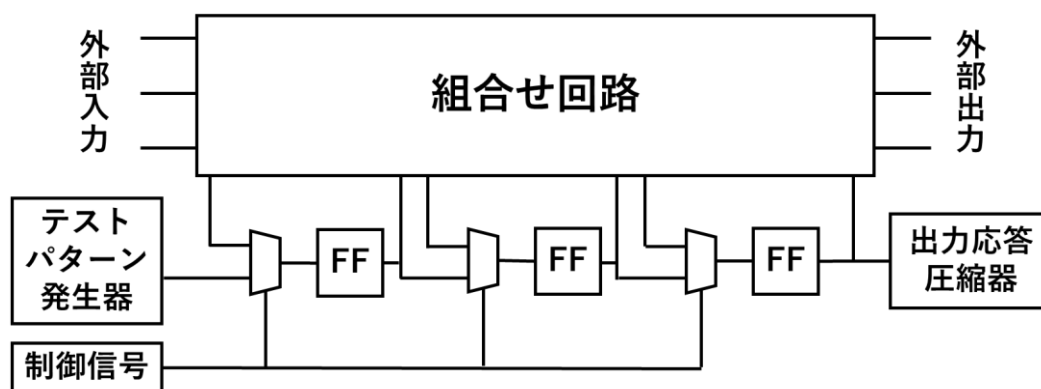 外部入力
組合せ回路
外部出力
テスト
パターン
発生器
FF
FF
FF
出力応答
圧縮器
制御信号